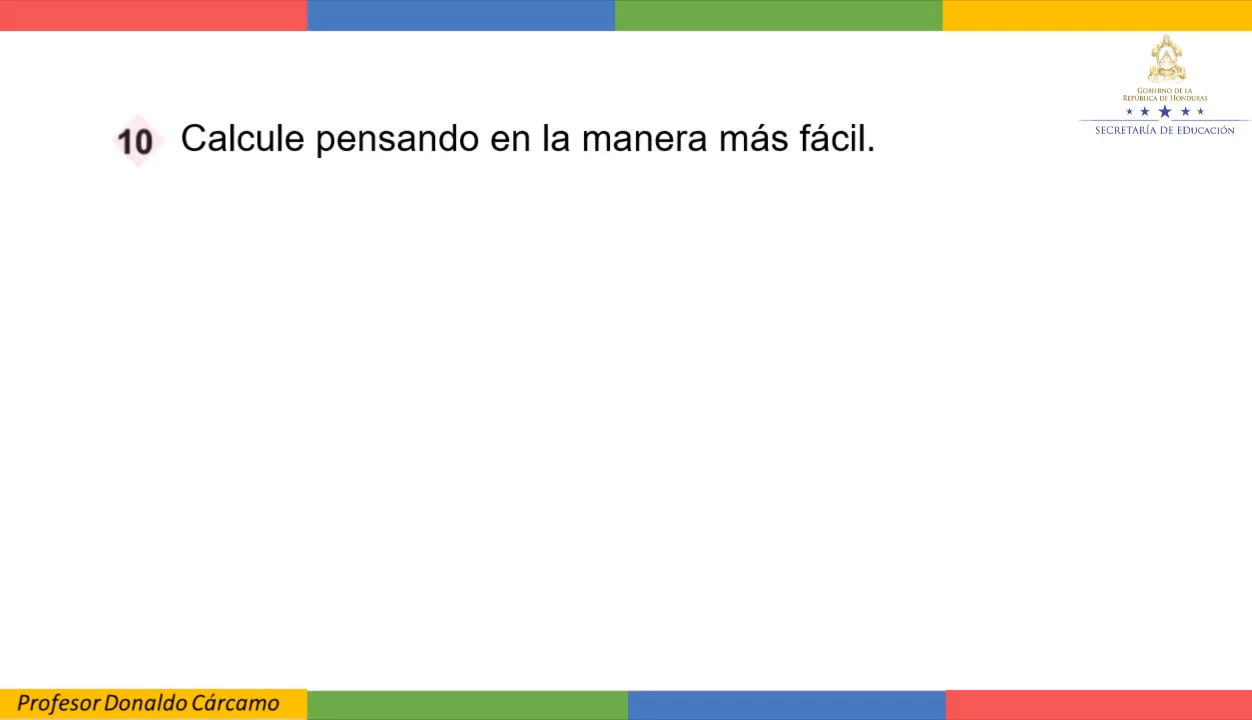 GOBIERNO DE LA
REPÚBLICA DE HONDURAS
SECRETARÍA DE EDUCACIÓN
10 Calcule pensando en la manera más fácil.
Profesor Donaldo Cárcamo